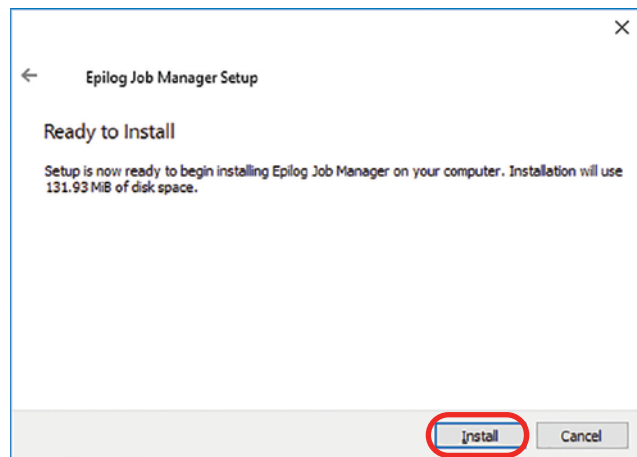 Epilog Job Manager Setup
Ready to Install
Setup is now ready to begin installing Epilog Job Manager on your computer. Installation will use
131.93 MiB of disk space.
Install
Cancel